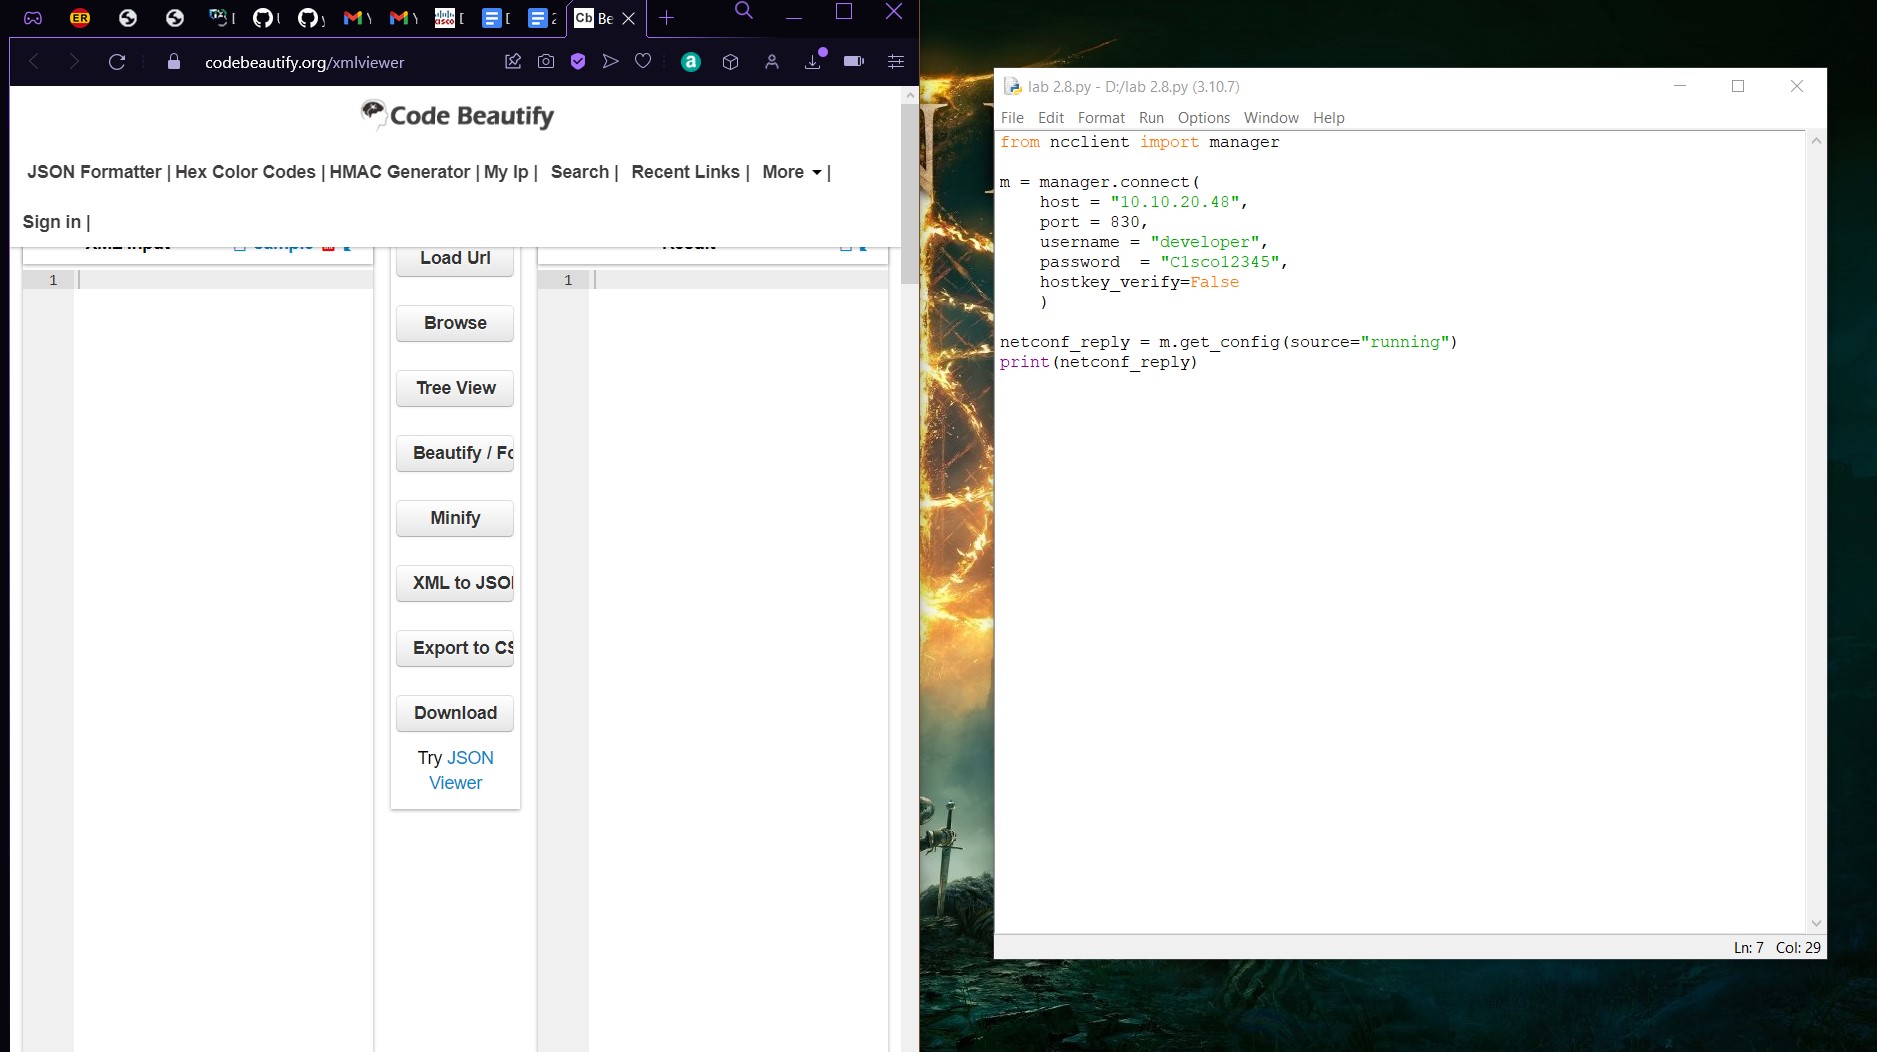 ER
Cb Be
codebeautify.org/xmlviewer
Code Beautify
JSON Formatter | Hex Color Codes | HMAC Generator | My Ip | Search | Recent Links | More |
Sign in |
XML Input Sample
Result
1
1
Load Url
Browse
Tree View
Beautify / Fo
Minify
XML to JSO
Export to CS
Download
Try JSON
Viewer
lab 2.8.py - D:/lab 2.8.py (3.10.7)
File Edit Format Run Options Window Help
from ncclient import manager
m = manager.connect(
host = "10.10.20.48",
port = 830,
username = "developer",
password  = "C1sco12345",
hostkey_verify=False
)
netconf_reply = m.get_config(source="running")
print(netconf_reply)
Ln: 7 Col: 29